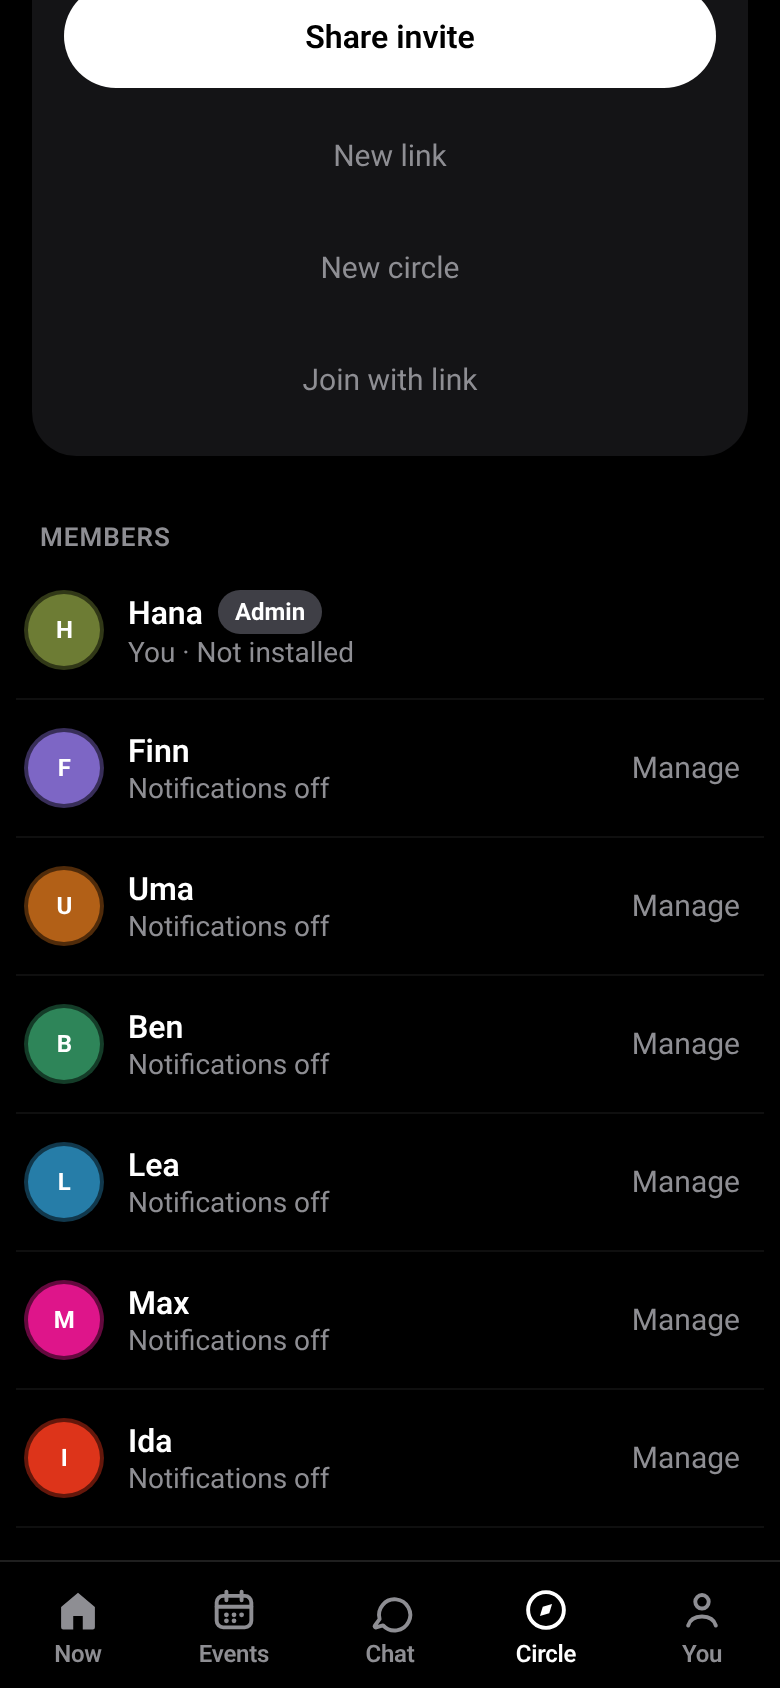 Share invite
New link
New circle
Join with link
MEMBERS
H
Hana Admin
You · Not installed
F
Finn
Notifications off
Manage
U
Uma
Notifications off
Manage
B
Ben
Notifications off
Manage
L
Lea
Notifications off
Manage
M
Max
Notifications off
Manage
I
Ida
Notifications off
Manage
Now Events Chat Circle You